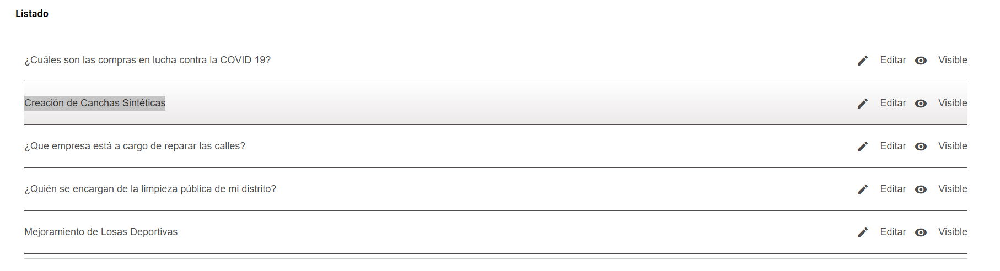 Listado
¿Cuáles son las compras en lucha contra la COVID 19? Editar Visible
Creación de Canchas Sintéticas Editar Visible
¿Que empresa está a cargo de reparar las calles? Editar Visible
¿Quién se encargan de la limpieza pública de mi distrito? Editar Visible
Mejoramiento de Losas Deportivas Editar Visible